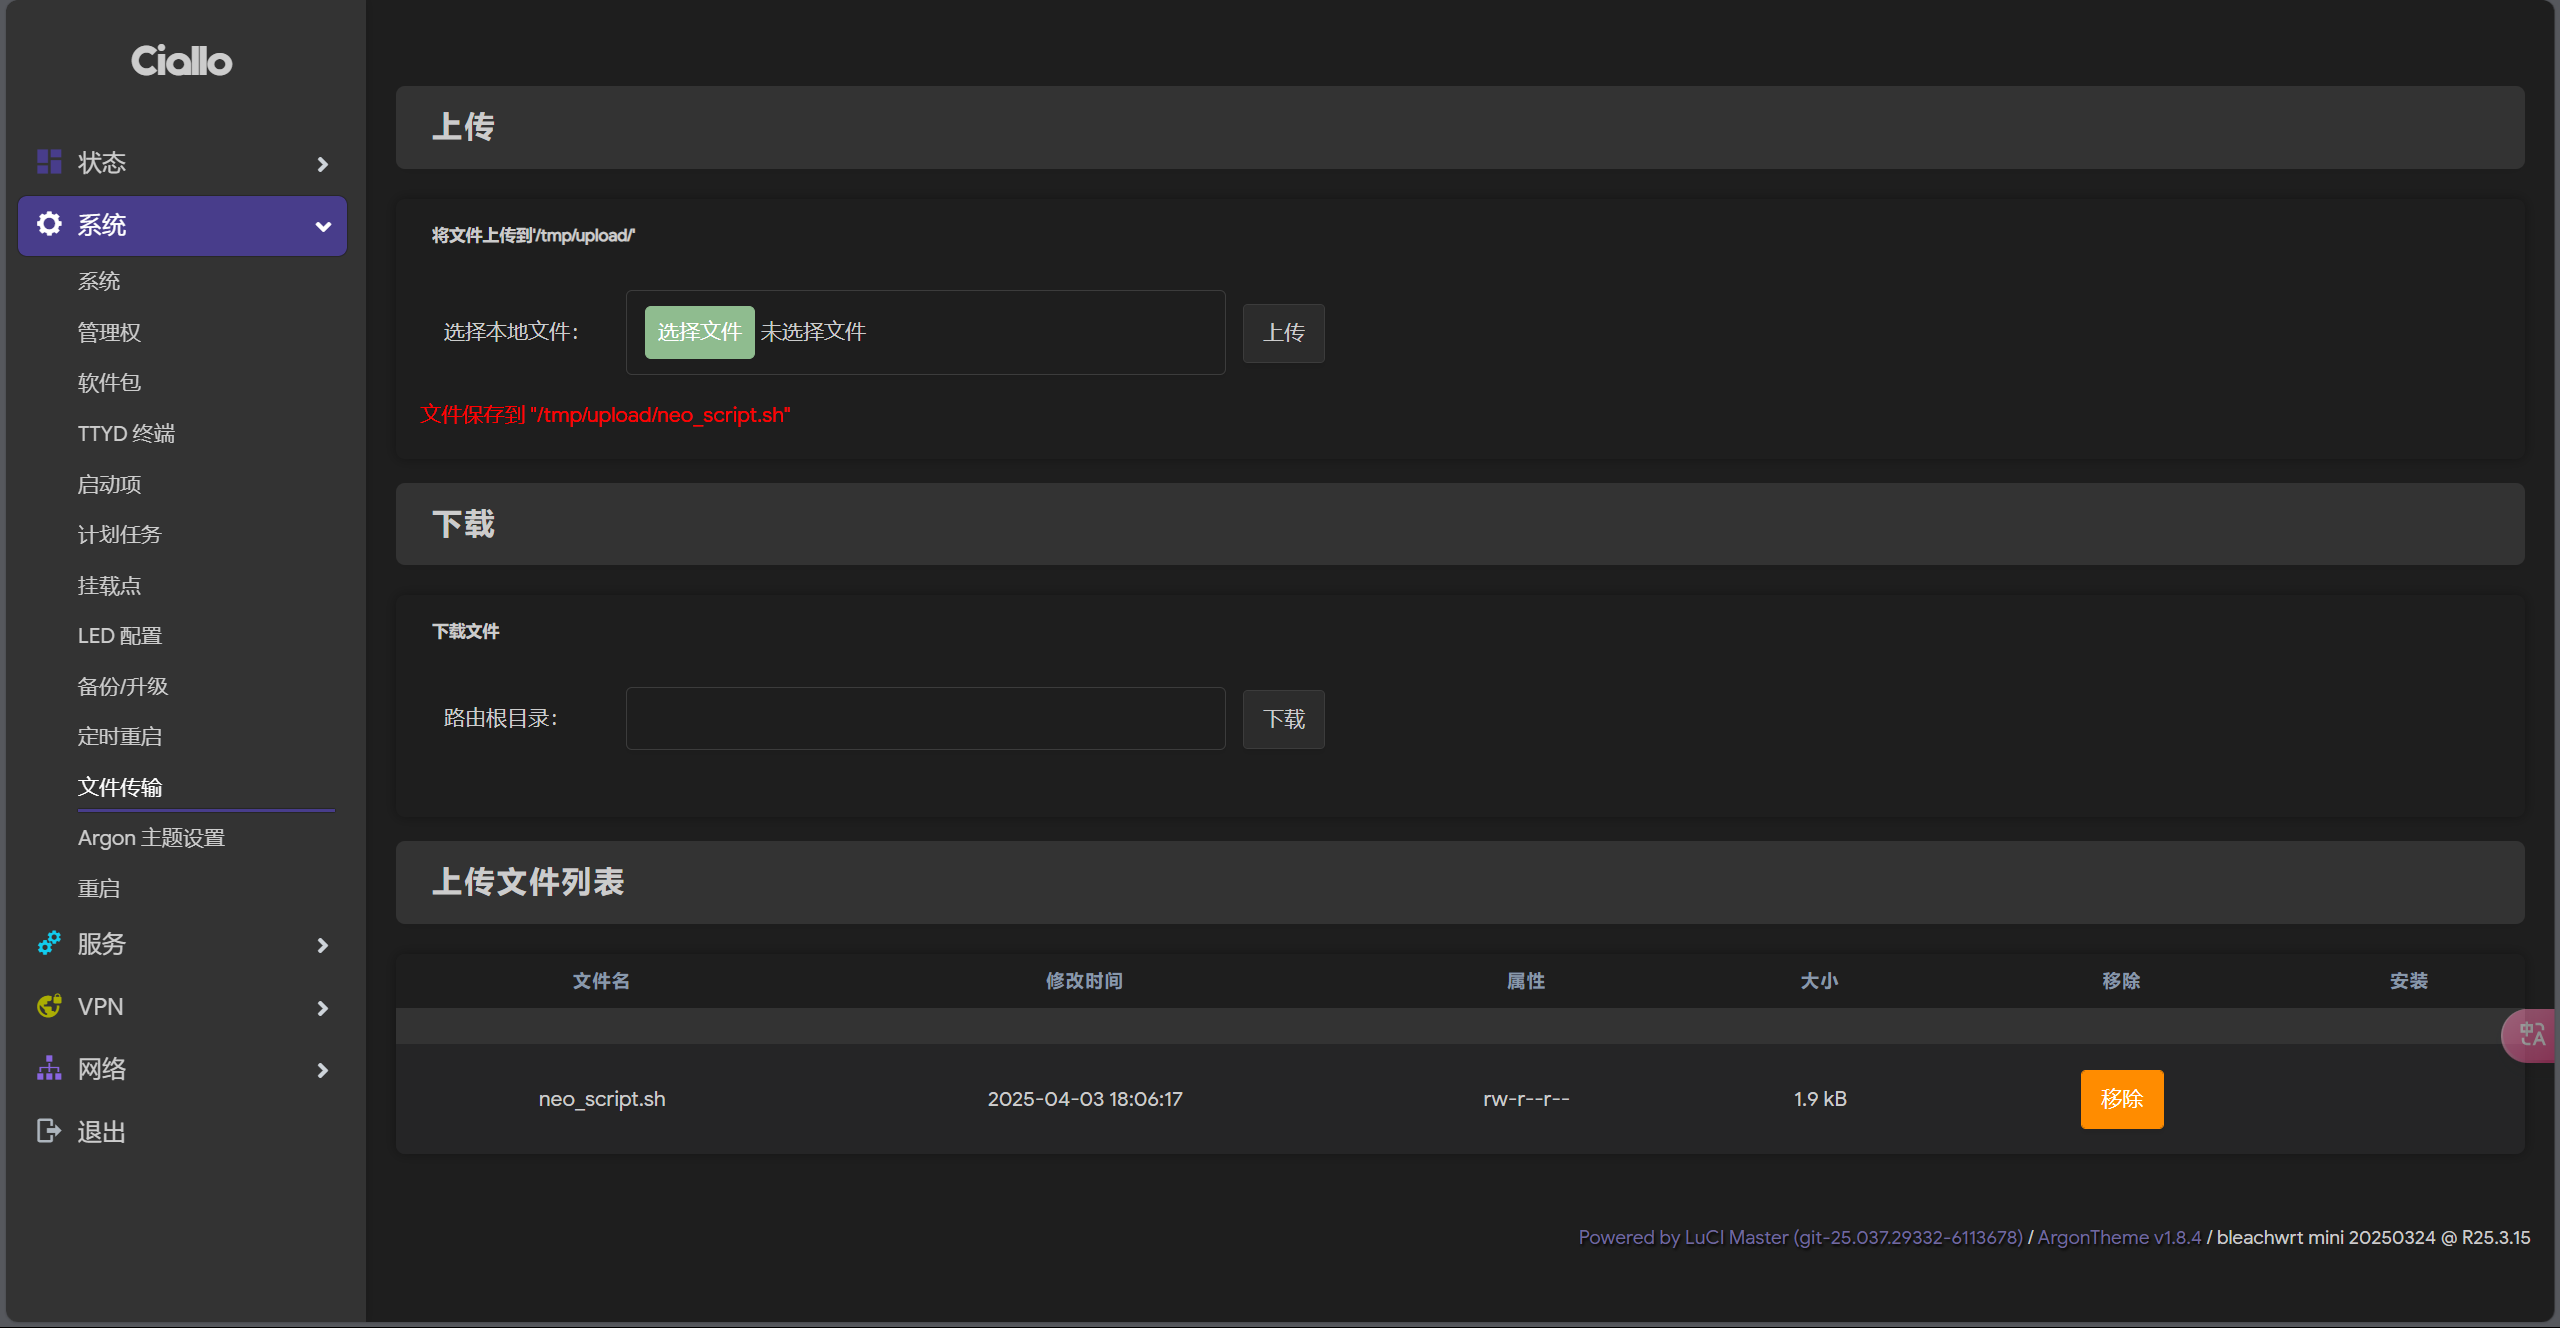 Ciallo
状态
系统
系统
管理权
软件包
TTYD 终端
启动项
计划任务
挂载点
LED 配置
备份/升级
定时重启
文件传输
Argon 主题设置
重启
服务
VPN
网络
退出
上传
将文件上传到'/tmp/upload/'
选择本地文件：
选择文件 未选择文件
上传
文件保存到 "/tmp/upload/neo_script.sh"
下载
下载文件
路由根目录：
下载
上传文件列表
文件名 修改时间 属性 大小 移除 安装
neo_script.sh 2025-04-03 18:06:17 rw-r--r-- 1.9 kB 移除
中A
Powered by LuCI Master (git-25.037.29332-6113678) / ArgonTheme v1.8.4 / bleachwrt mini 20250324 @ R25.3.15